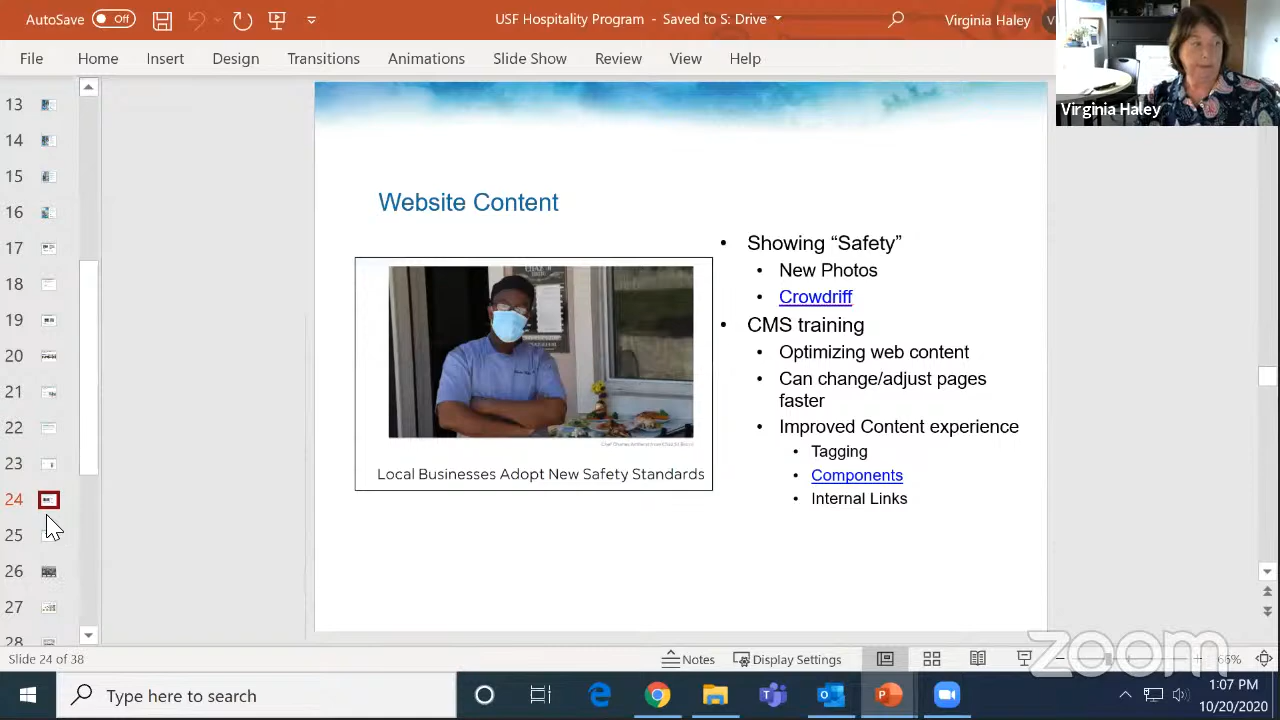 AutoSave Off
USF Hospitality Program - Saved to S: Drive
Virginia Haley
File Home Insert Design Transitions Animations Slide Show Review View Help
Virginia Haley
13
14
15
16
17
18
19
20
21
22
23
24
25
26
27
28
Website Content
Local Businesses Adopt New Safety Standards
• Showing “Safety”
• New Photos
• Crowdriff
• CMS training
• Optimizing web content
• Can change/adjust pages
faster
• Improved Content experience
• Tagging
• Components
• Internal Links
Slide 24 of 38
Notes
Display Settings
zoom
Type here to search
1:07 PM
10/20/2020